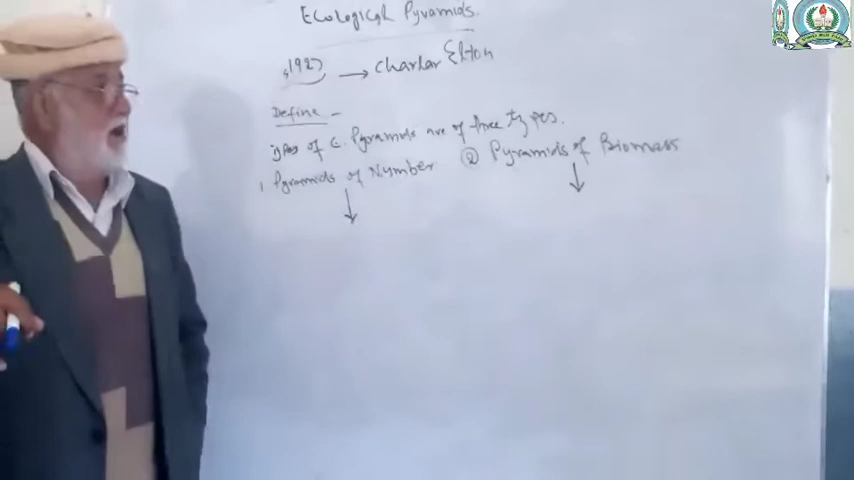 Ecological Pyramids.
1927 → Charlar Elton
Define -
Types of E. Pyramids are of three types.
1 Pyramids of Number ② Pyramids of Biomass